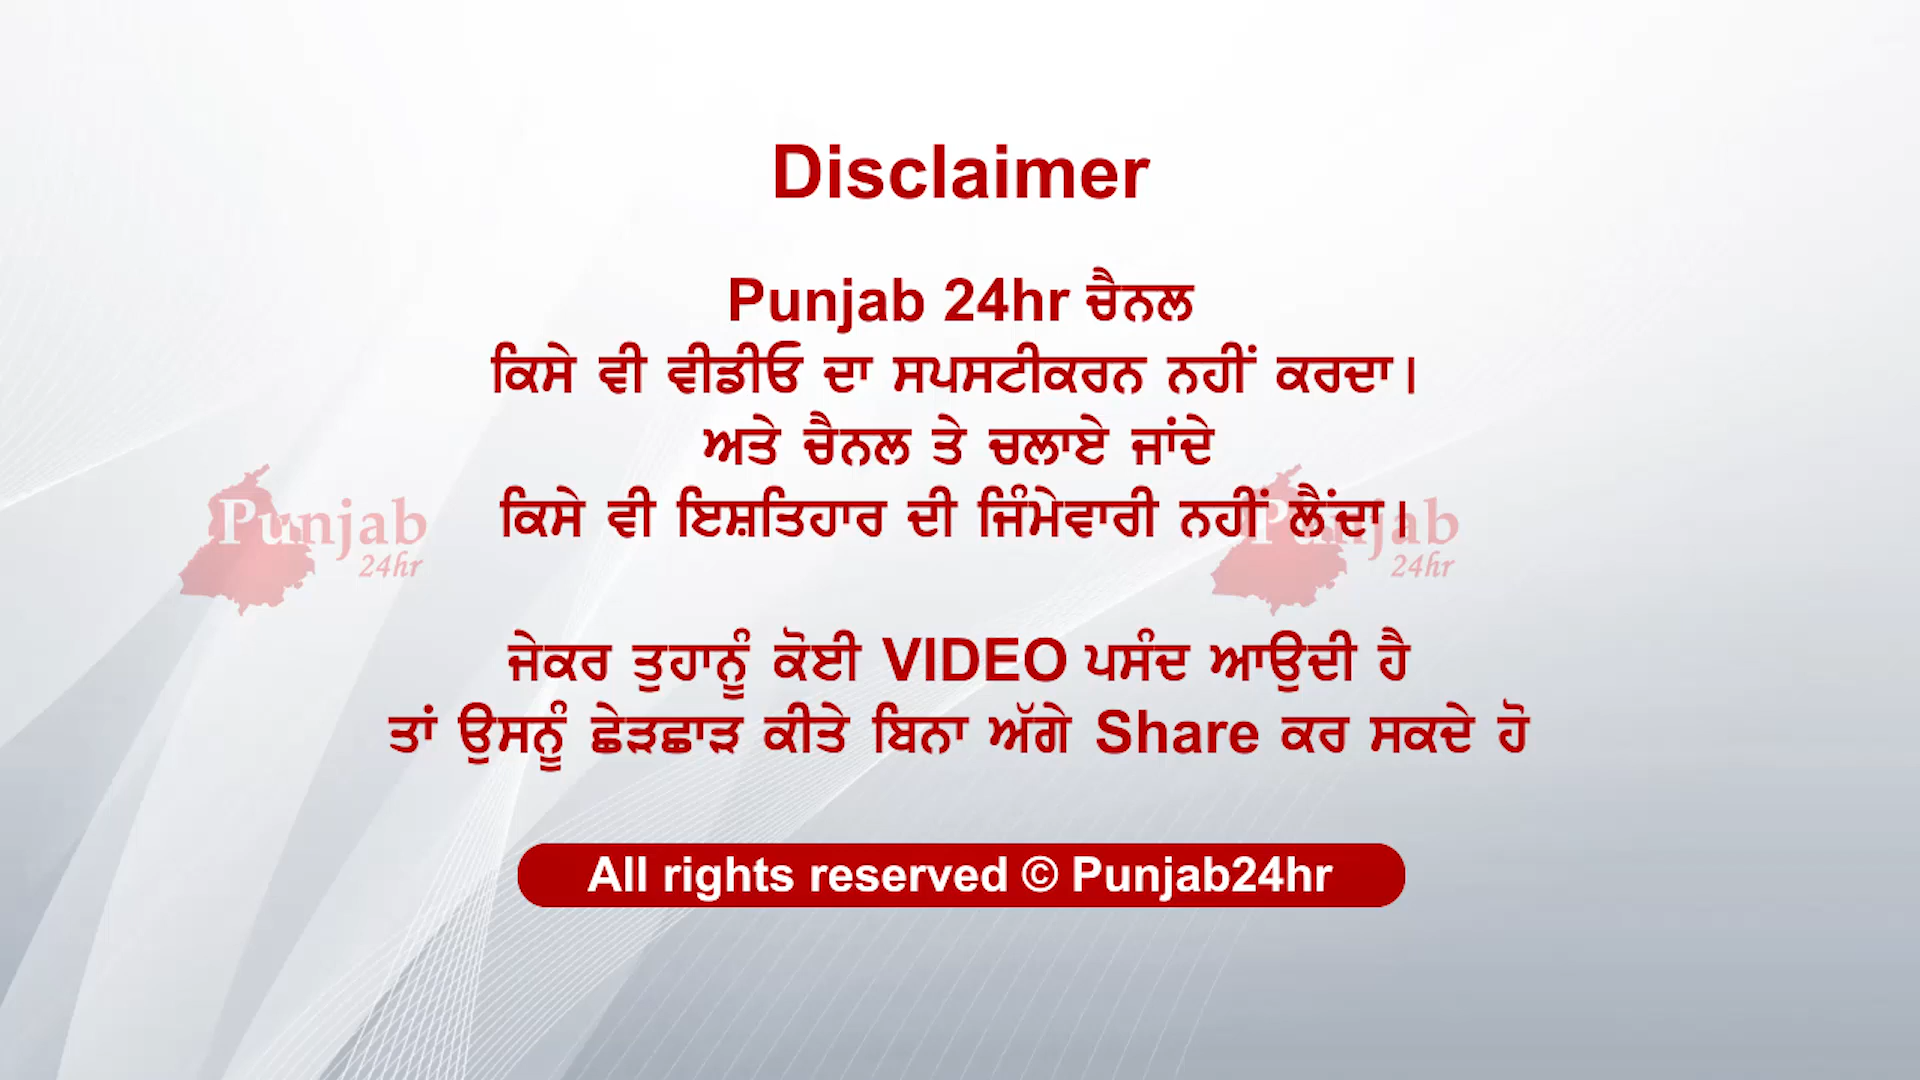 Disclaimer
Punjab 24hr ਚੈਨਲ
ਕਿਸੇ ਵੀ ਵੀਡੀਓ ਦਾ ਸਪਸਟੀਕਰਨ ਨਹੀਂ ਕਰਦਾ।
ਅਤੇ ਚੈਨਲ ਤੇ ਚਲਾਏ ਜਾਂਦੇ
ਕਿਸੇ ਵੀ ਇਸ਼ਤਿਹਾਰ ਦੀ ਜਿੰਮੇਵਾਰੀ ਨਹੀਂ ਲੈਂਦਾ।
Punjab
24hr
Punjab
24hr
ਜੇਕਰ ਤੁਹਾਨੂੰ ਕੋਈ VIDEO ਪਸੰਦ ਆਉਦੀ ਹੈ
ਤਾਂ ਉਸਨੂੰ ਛੇੜਛਾੜ ਕੀਤੇ ਬਿਨਾ ਅੱਗੇ Share ਕਰ ਸਕਦੇ ਹੋ
All rights reserved © Punjab24hr